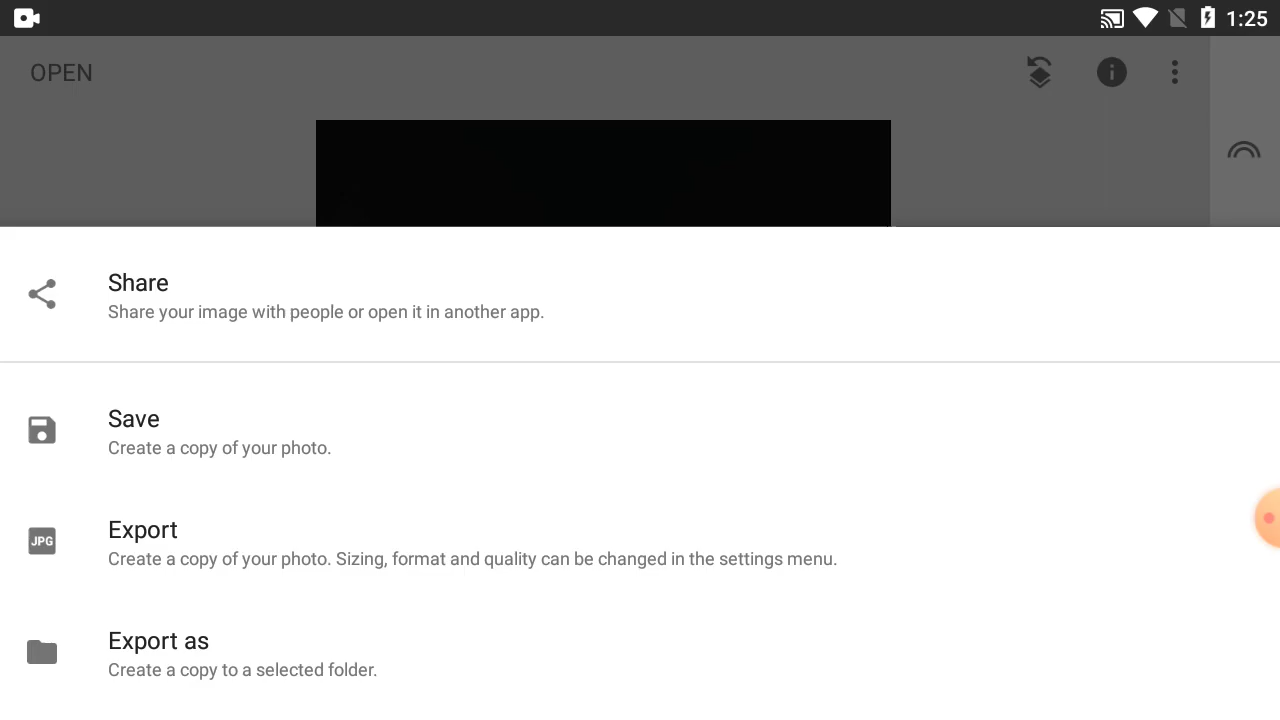 1:25
OPEN
Share
Share your image with people or open it in another app.
Save
Create a copy of your photo.
JPG
Export
Create a copy of your photo. Sizing, format and quality can be changed in the settings menu.
Export as
Create a copy to a selected folder.